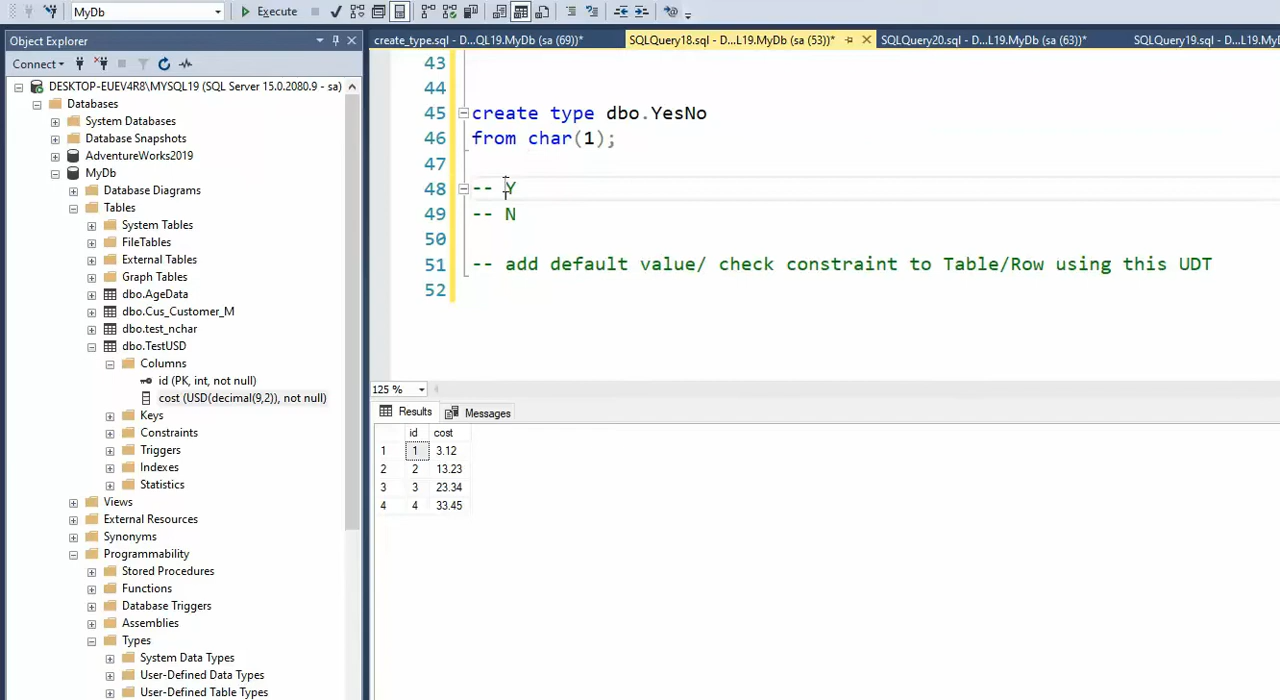 MyDb Execute
Object Explorer
create_type.sql - D...QL19.MyDb (sa (69))* SQLQuery18.sql - D...L19.MyDb (sa (53))* SQLQuery20.sql - D...L19.MyDb (sa (63))* SQLQuery19.sql - D...L19.MyD
Connect
DESKTOP-EUEV4R8\MYSQL19 (SQL Server 15.0.2080.9 - sa)
Databases
System Databases
Database Snapshots
AdventureWorks2019
MyDb
Database Diagrams
Tables
System Tables
FileTables
External Tables
Graph Tables
dbo.AgeData
dbo.Cus_Customer_M
dbo.test_nchar
dbo.TestUSD
Columns
id (PK, int, not null)
cost (USD(decimal(9,2)), not null)
Keys
Constraints
Triggers
Indexes
Statistics
Views
External Resources
Synonyms
Programmability
Stored Procedures
Functions
Database Triggers
Assemblies
Types
System Data Types
User-Defined Data Types
User-Defined Table Types
43
44
45 create type dbo.YesNo
46 from char(1);
47
48 -- Y
49 -- N
50
51 -- add default value/ check constraint to Table/Row using this UDT
52
125 %
Results Messages
id cost
1 1 3.12
2 2 13.23
3 3 23.34
4 4 33.45